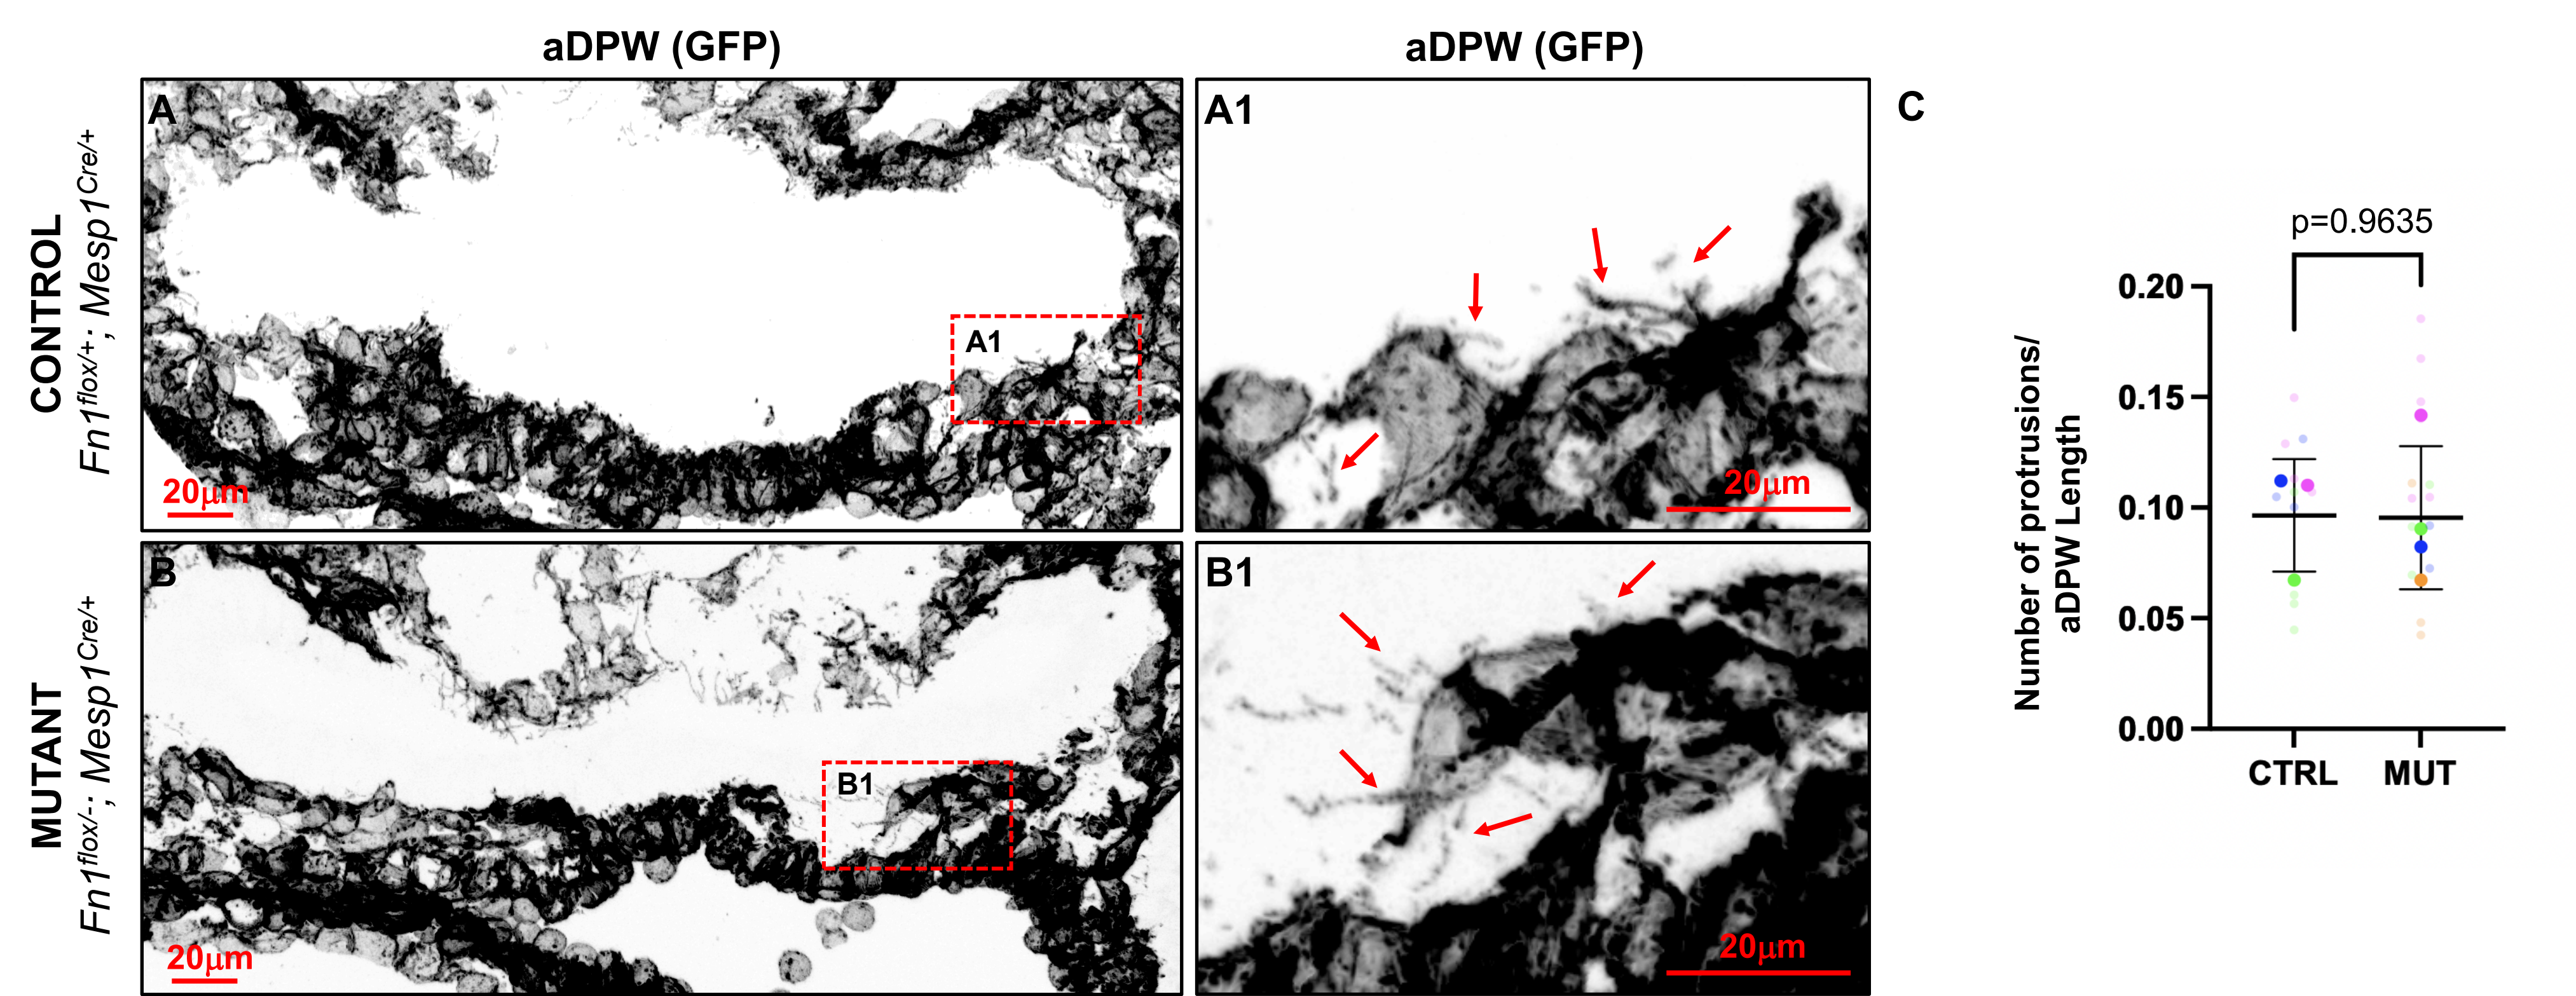 aDPW (GFP)
aDPW (GFP)
CONTROL
Fn1flox/+; Mesp1Cre/+
A
A1
20μm
A1
20μm
MUTANT
Fn1flox/-; Mesp1Cre/+
B
B1
20μm
B1
20μm
C
p=0.9635
Number of protrusions/
aDPW Length
0.20
0.15
0.10
0.05
0.00
CTRL
MUT